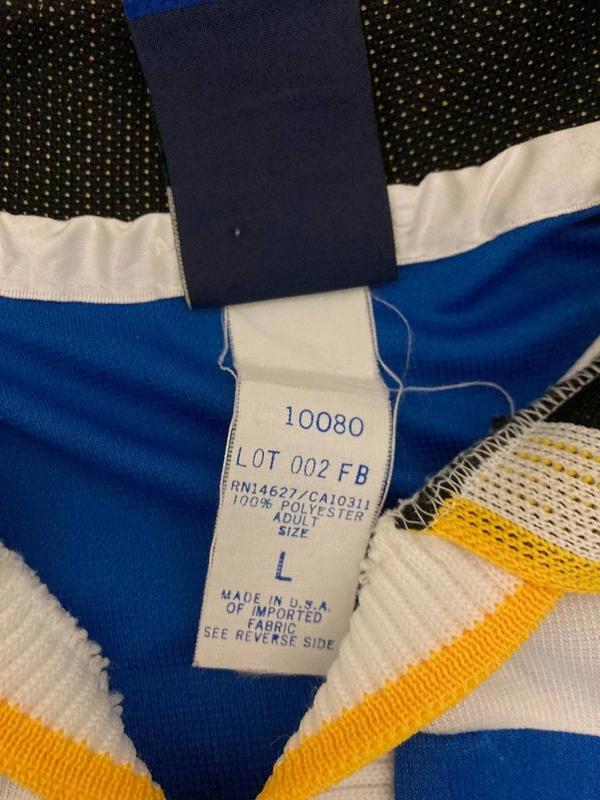 10080
LOT 002 FB
RN14627/CA10311
100% POLYESTER
ADULT
SIZE
L
MADE IN U.S.A.
OF IMPORTED
FABRIC
SEE REVERSE SIDE